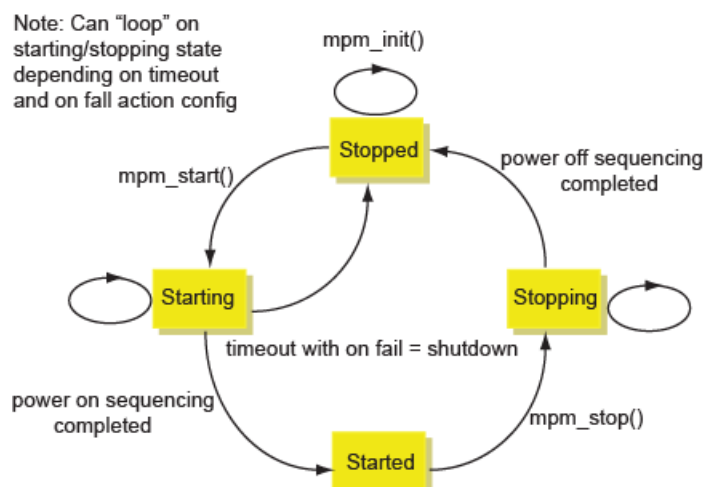 Note: Can “loop” on
starting/stopping state
depending on timeout
and on fall action config
mpm_init()
Stopped
mpm_start()
power off sequencing
completed
Starting
Stopping
timeout with on fail = shutdown
power on sequencing
completed
mpm_stop()
Started